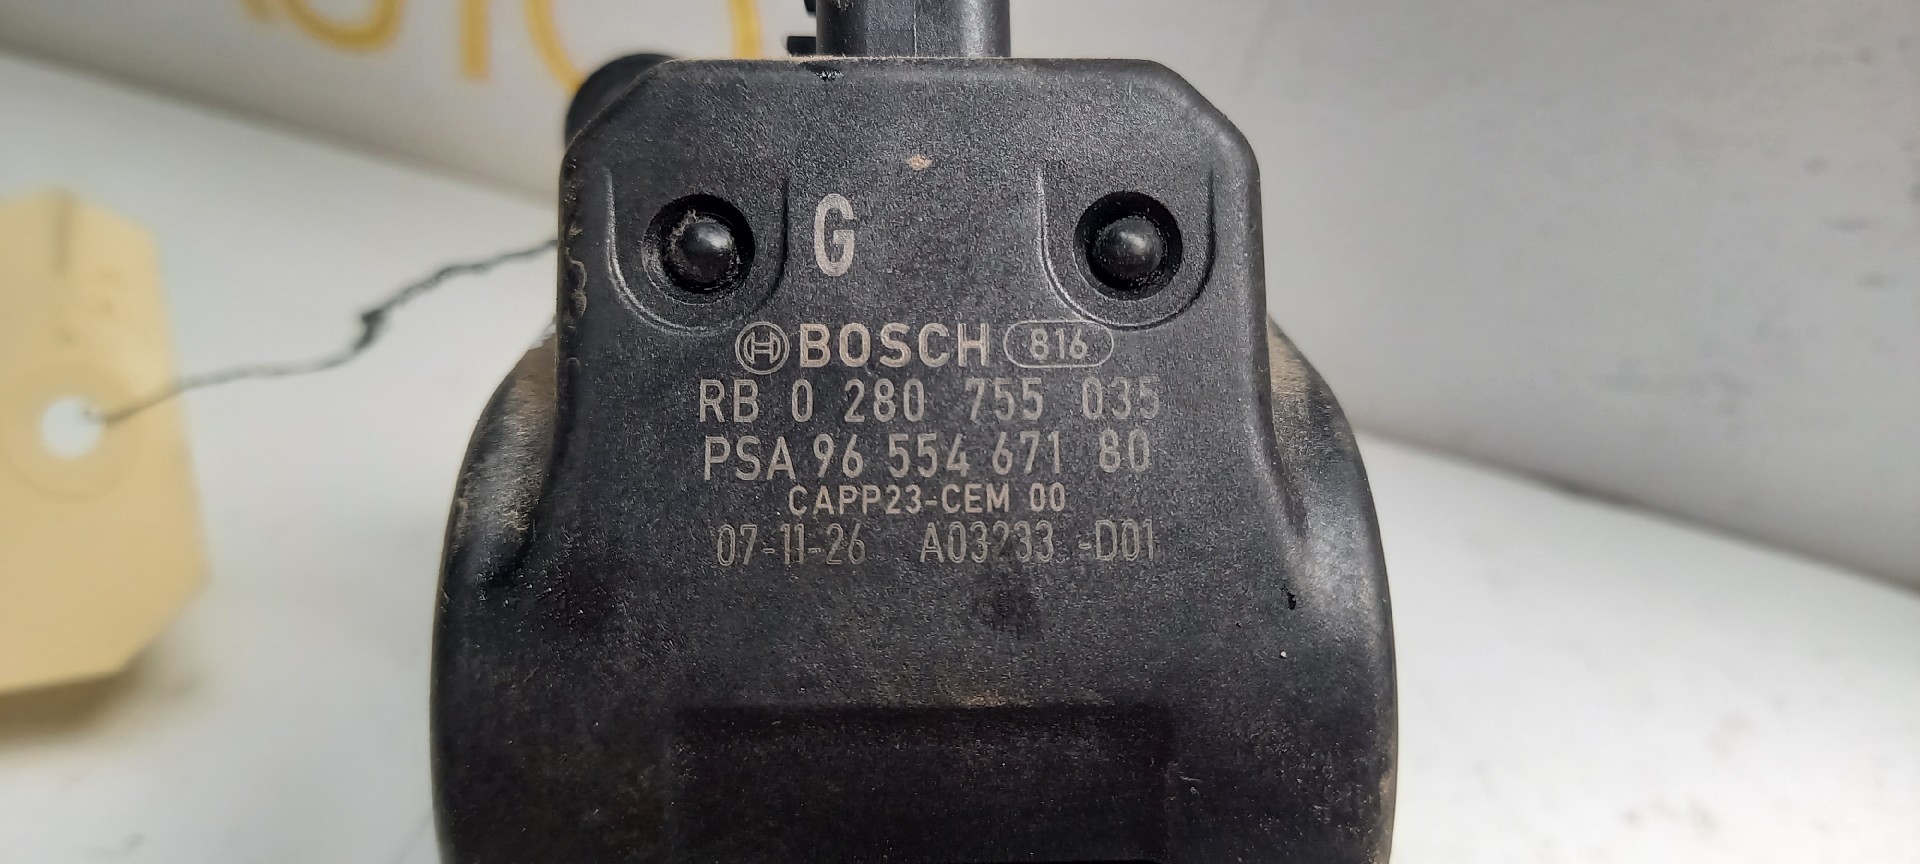 G
BOSCH 816
RB 0 280 755 035
PSA 96 554 671 80
CAPP23-CEM 00
07-11-26 A03233 -D01